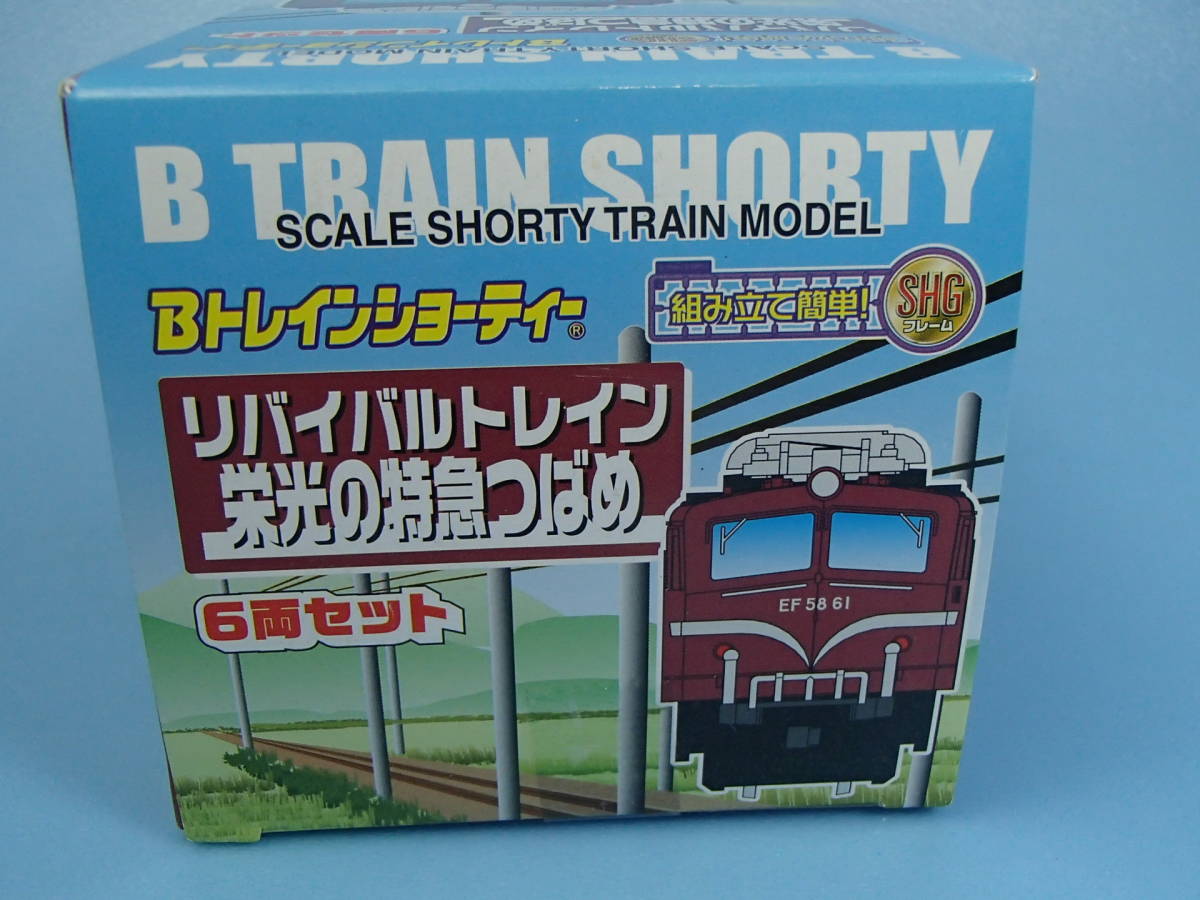 B TRAIN SHORTY
B TRAIN SHORTY
SCALE SHORTY TRAIN MODEL
Bトレインショーティー®
組み立て簡単!
SHG
フレーム
リバイバルトレイン
栄光の特急つばめ
6両セット
EF 58 61